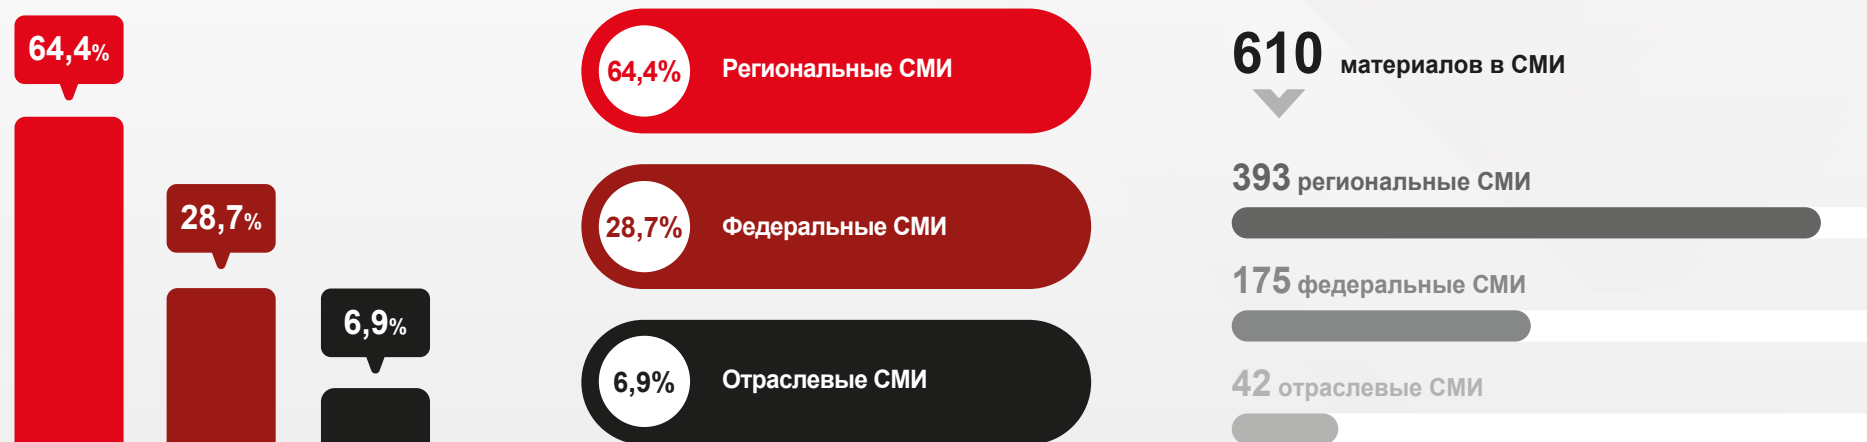 64,4%
28,7%
6,9%
64,4% Региональные СМИ
28,7% Федеральные СМИ
6,9% Отраслевые СМИ
610 материалов в СМИ
393 региональные СМИ
175 федеральные СМИ
42 отраслевые СМИ